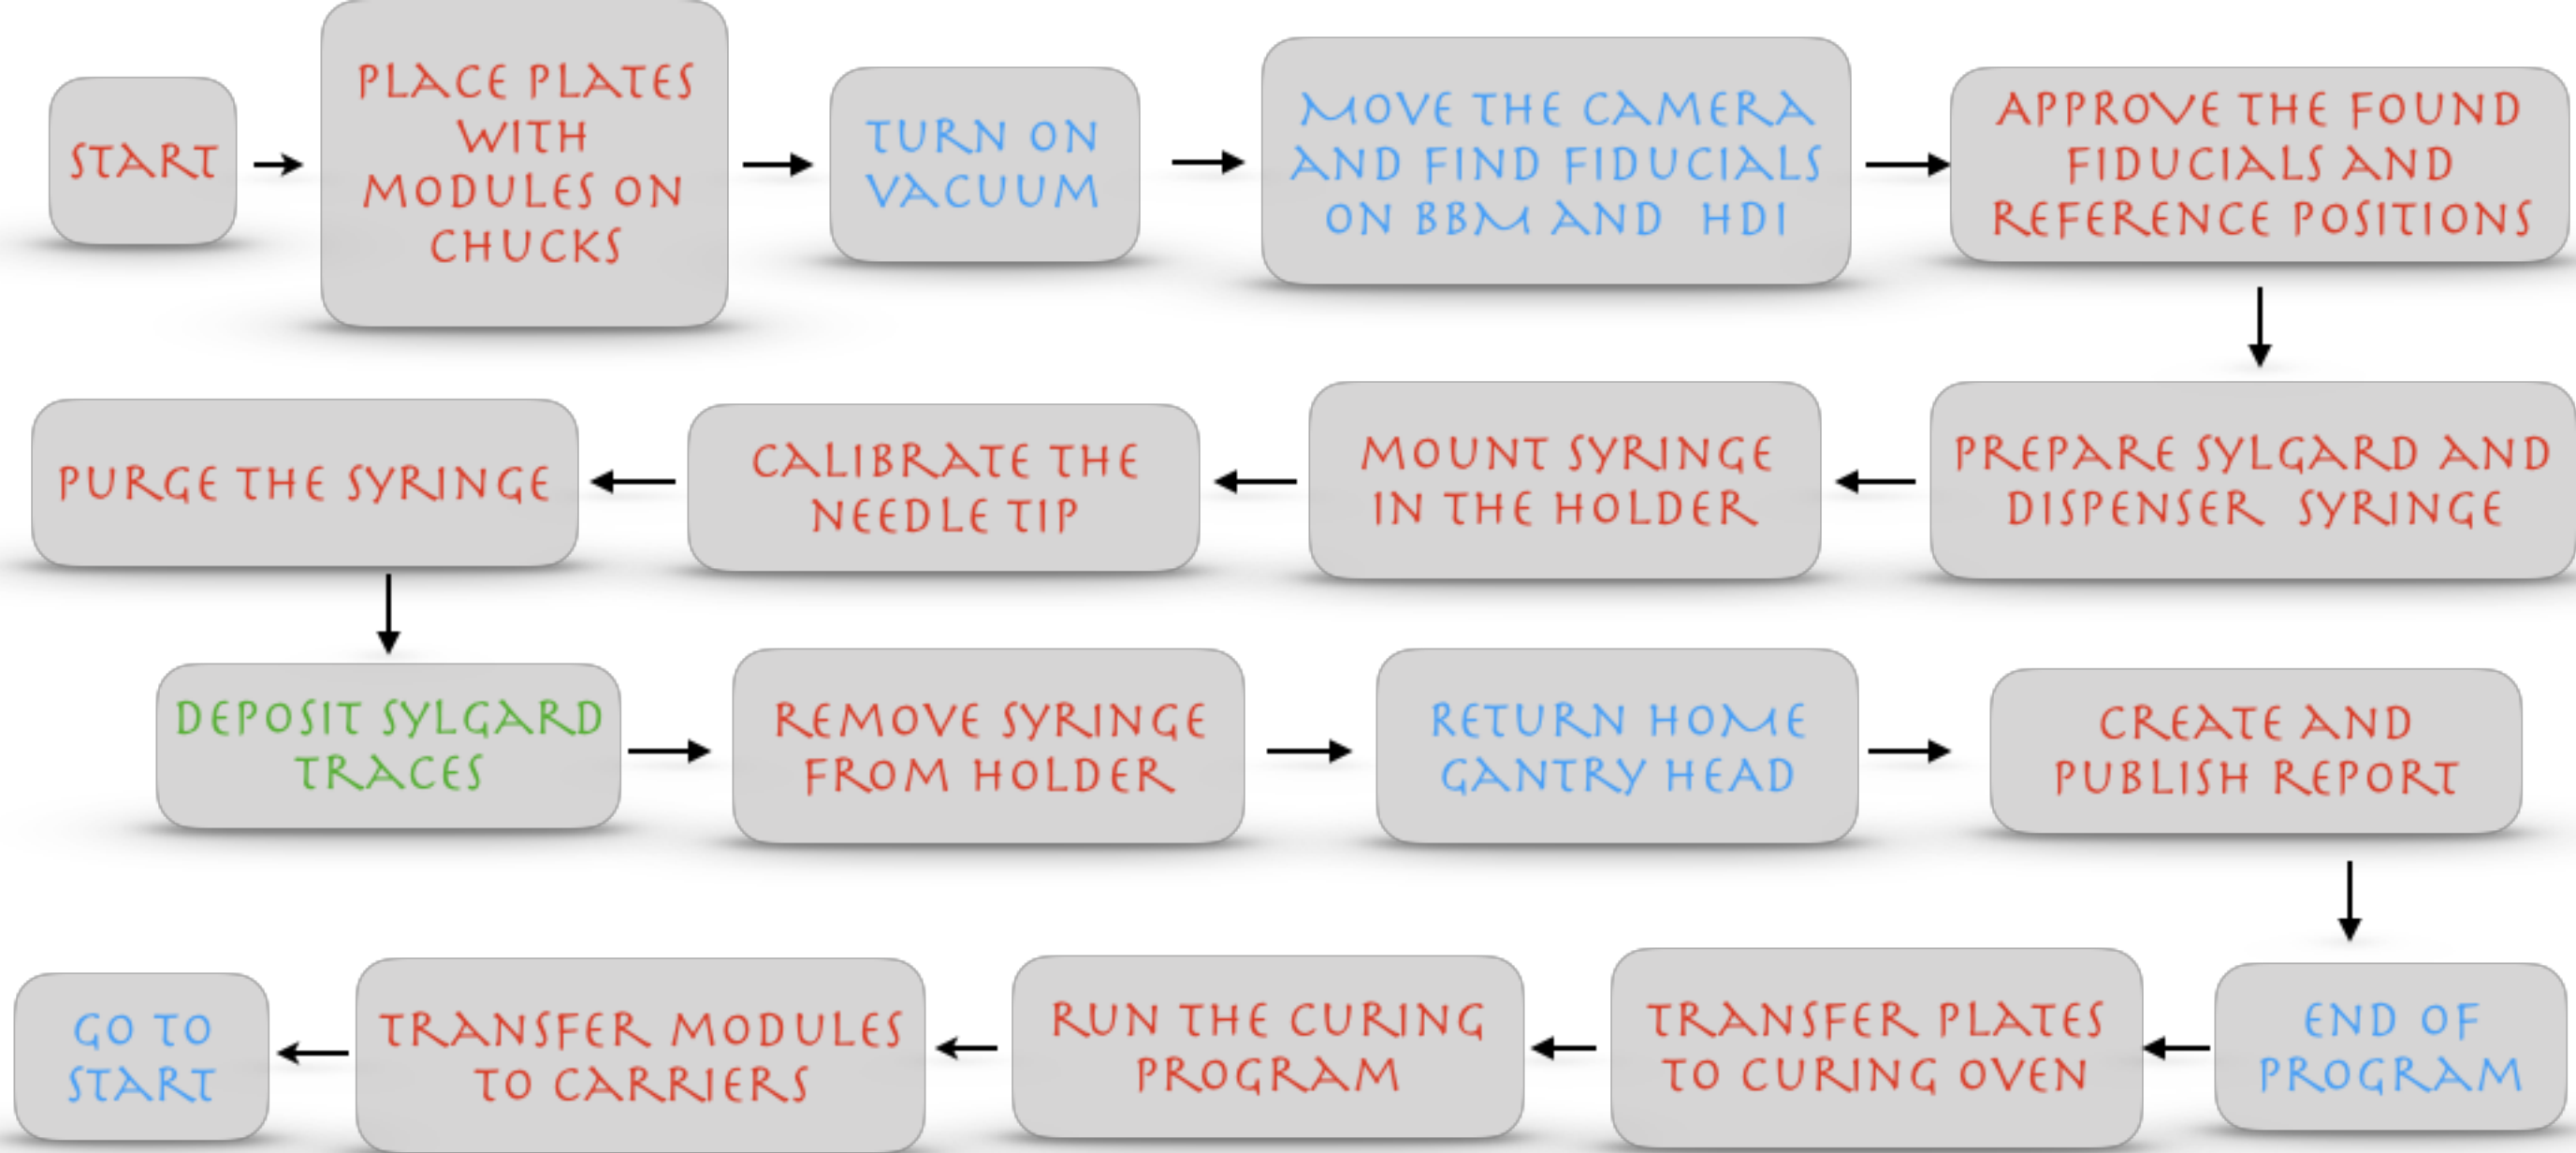 START
PLACE PLATES
WITH
MODULES ON
CHUCKS
TURN ON
VACUUM
MOVE THE CAMERA
AND FIND FIDUCIALS
ON BBM AND HDI
APPROVE THE FOUND
FIDUCIALS AND
REFERENCE POSITIONS
PREPARE SYLGARD AND
DISPENSER SYRINGE
MOUNT SYRINGE
IN THE HOLDER
CALIBRATE THE
NEEDLE TIP
PURGE THE SYRINGE
DEPOSIT SYLGARD
TRACES
REMOVE SYRINGE
FROM HOLDER
RETURN HOME
GANTRY HEAD
CREATE AND
PUBLISH REPORT
END OF
PROGRAM
TRANSFER PLATES
TO CURING OVEN
RUN THE CURING
PROGRAM
TRANSFER MODULES
TO CARRIERS
GO TO
START